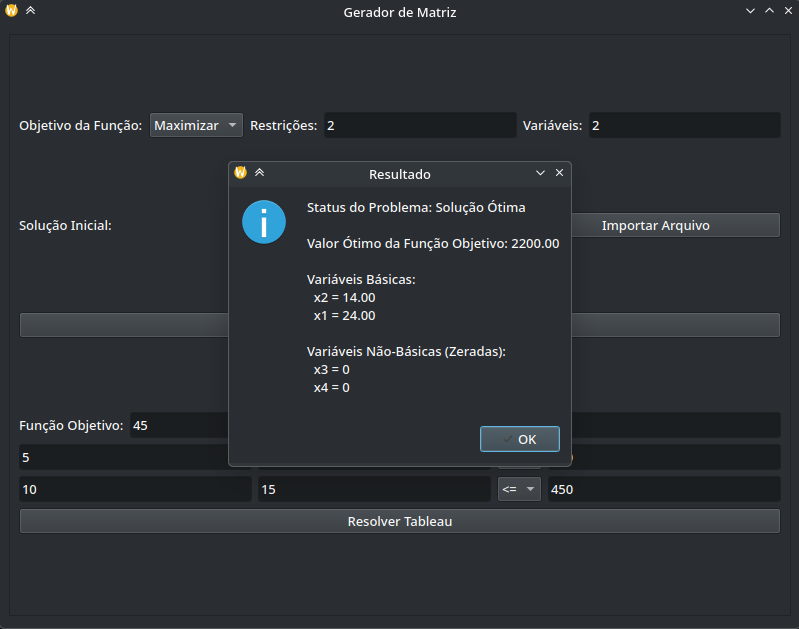 Gerador de Matriz
Objetivo da Função: Maximizar Restrições: 2 Variáveis: 2
Resultado
Status do Problema: Solução Ótima
Solução Inicial:
Importar Arquivo
Valor Ótimo da Função Objetivo: 2200.00
Variáveis Básicas:
x2 = 14.00
x1 = 24.00
Variáveis Não-Básicas (Zeradas):
x3 = 0
x4 = 0
OK
Função Objetivo: 45
5
10 15 <= 450
Resolver Tableau